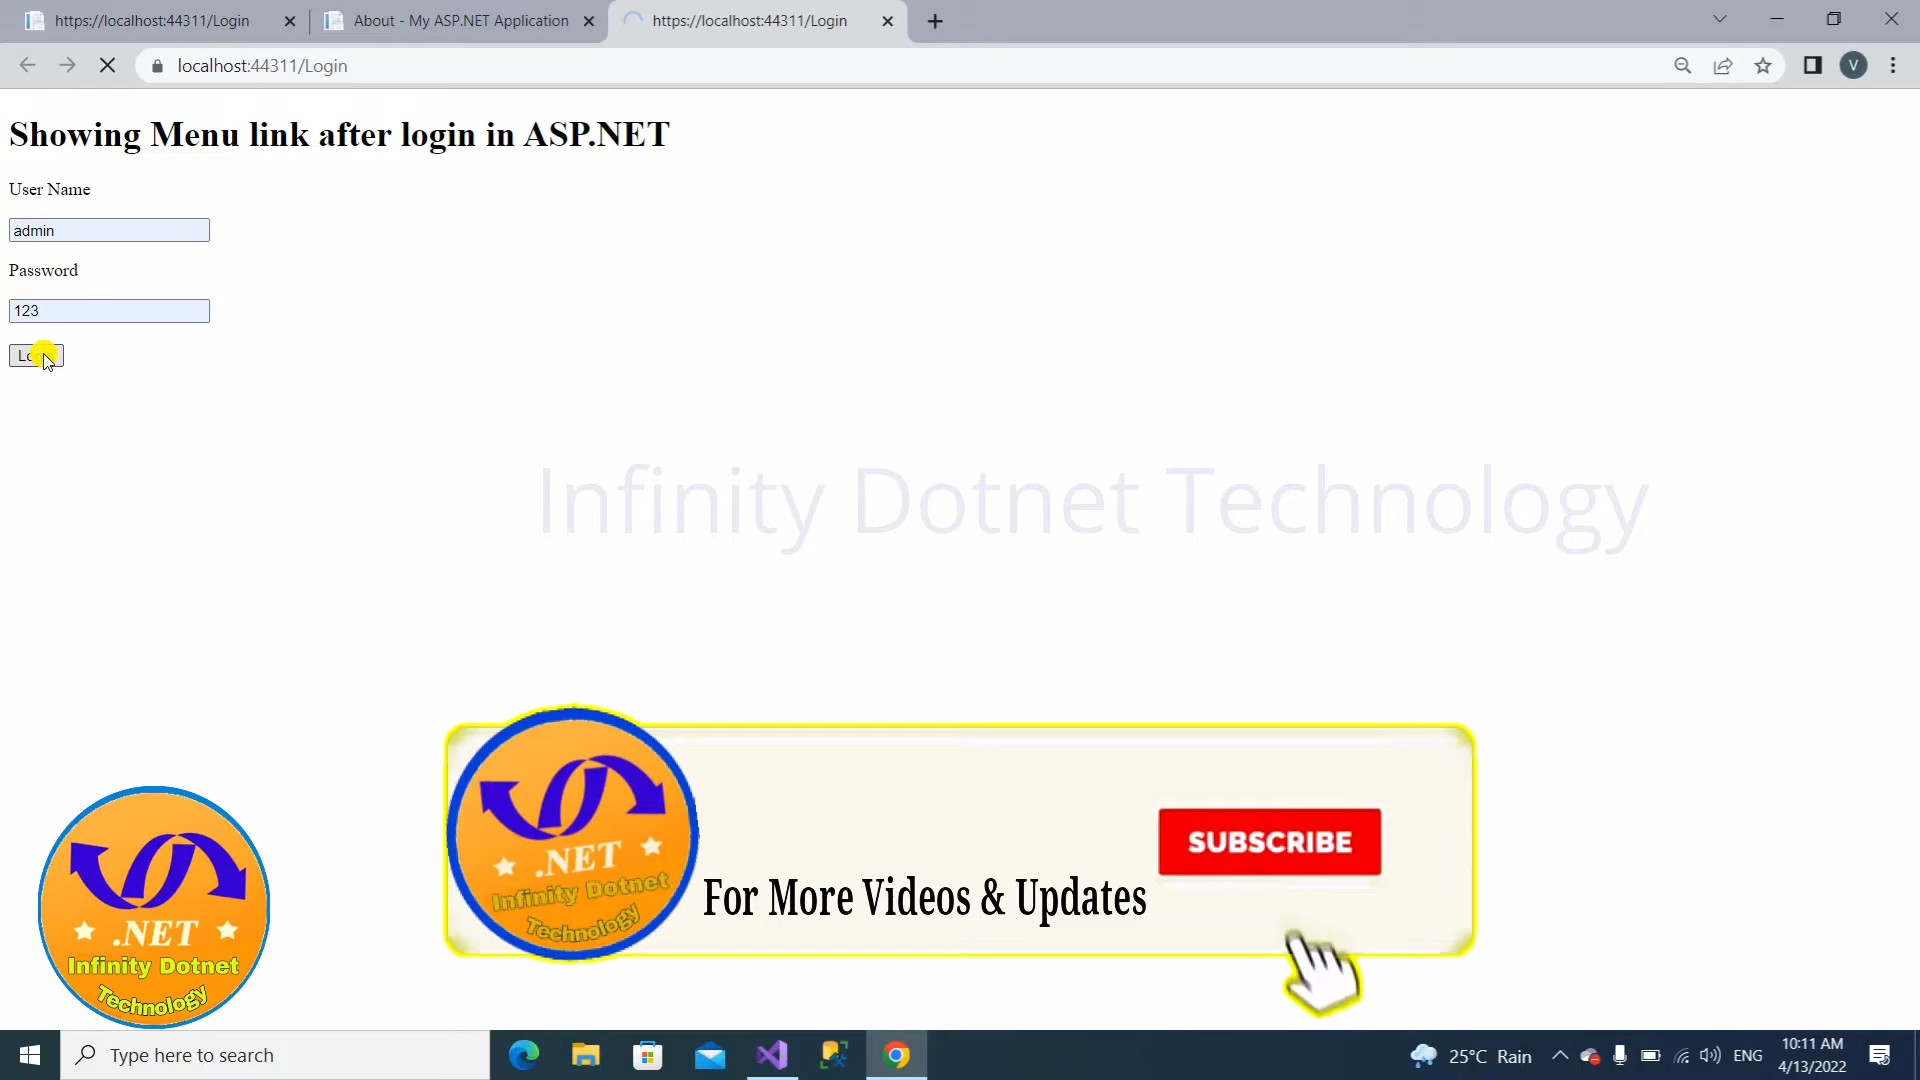 https://localhost:44311/Login
About - My ASP.NET Application
https://localhost:44311/Login
localhost:44311/Login
V
Showing Menu link after login in ASP.NET
User Name
admin
Password
123
Infinity Dotnet Technology
.NET
Infinity Dotnet
Technology
For More Videos & Updates
SUBSCRIBE
.NET
Infinity Dotnet
Technology
Type here to search
25°C Rain
ENG
10:11 AM
4/13/2022